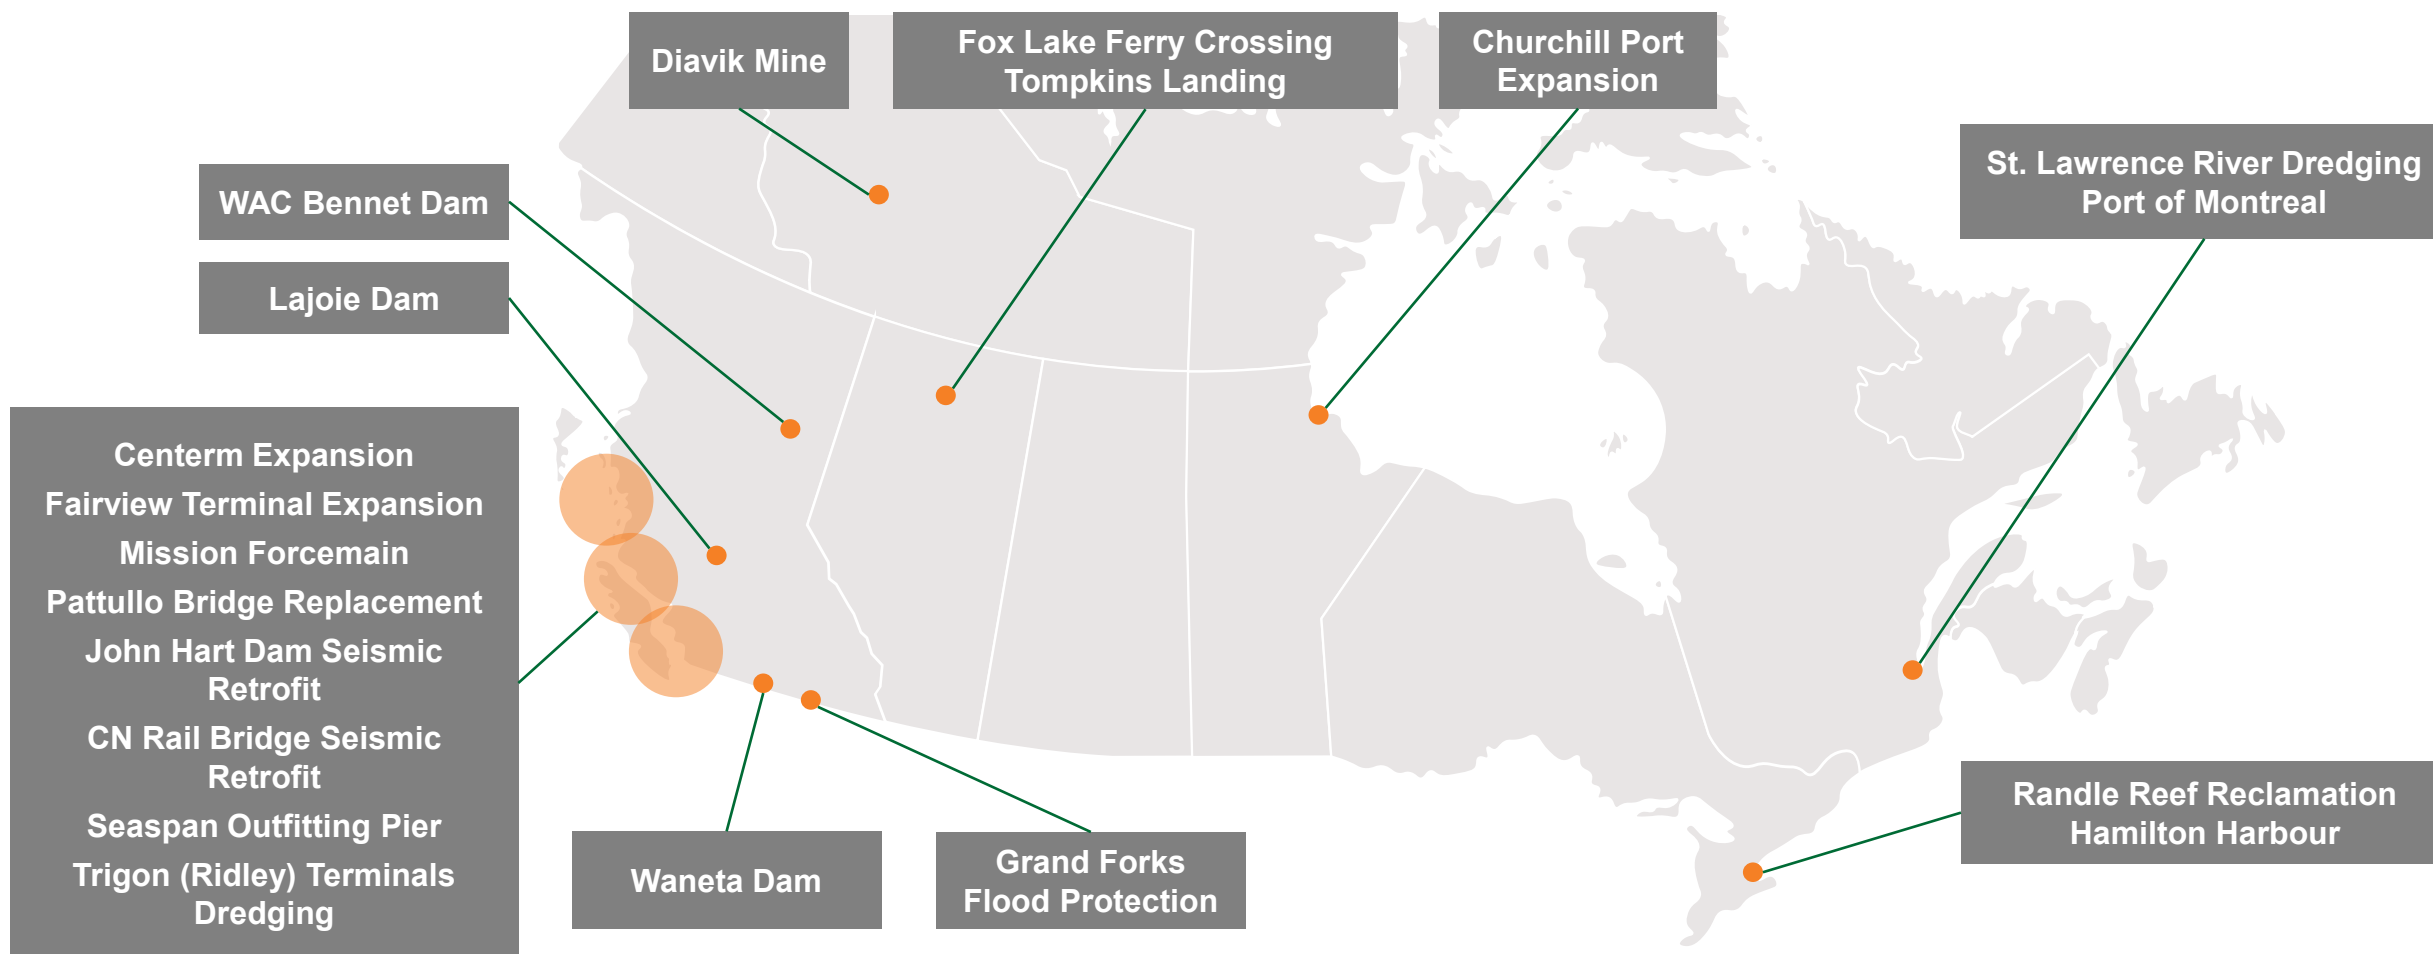 Diavik Mine
Fox Lake Ferry Crossing
Tompkins Landing
Churchill Port
Expansion
St. Lawrence River Dredging
Port of Montreal
WAC Bennet Dam
Lajoie Dam
Centerm Expansion
Fairview Terminal Expansion
Mission Forcemain
Pattullo Bridge Replacement
John Hart Dam Seismic
Retrofit
CN Rail Bridge Seismic
Retrofit
Seaspan Outfitting Pier
Trigon (Ridley) Terminals
Dredging
Waneta Dam
Grand Forks
Flood Protection
Randle Reef Reclamation
Hamilton Harbour